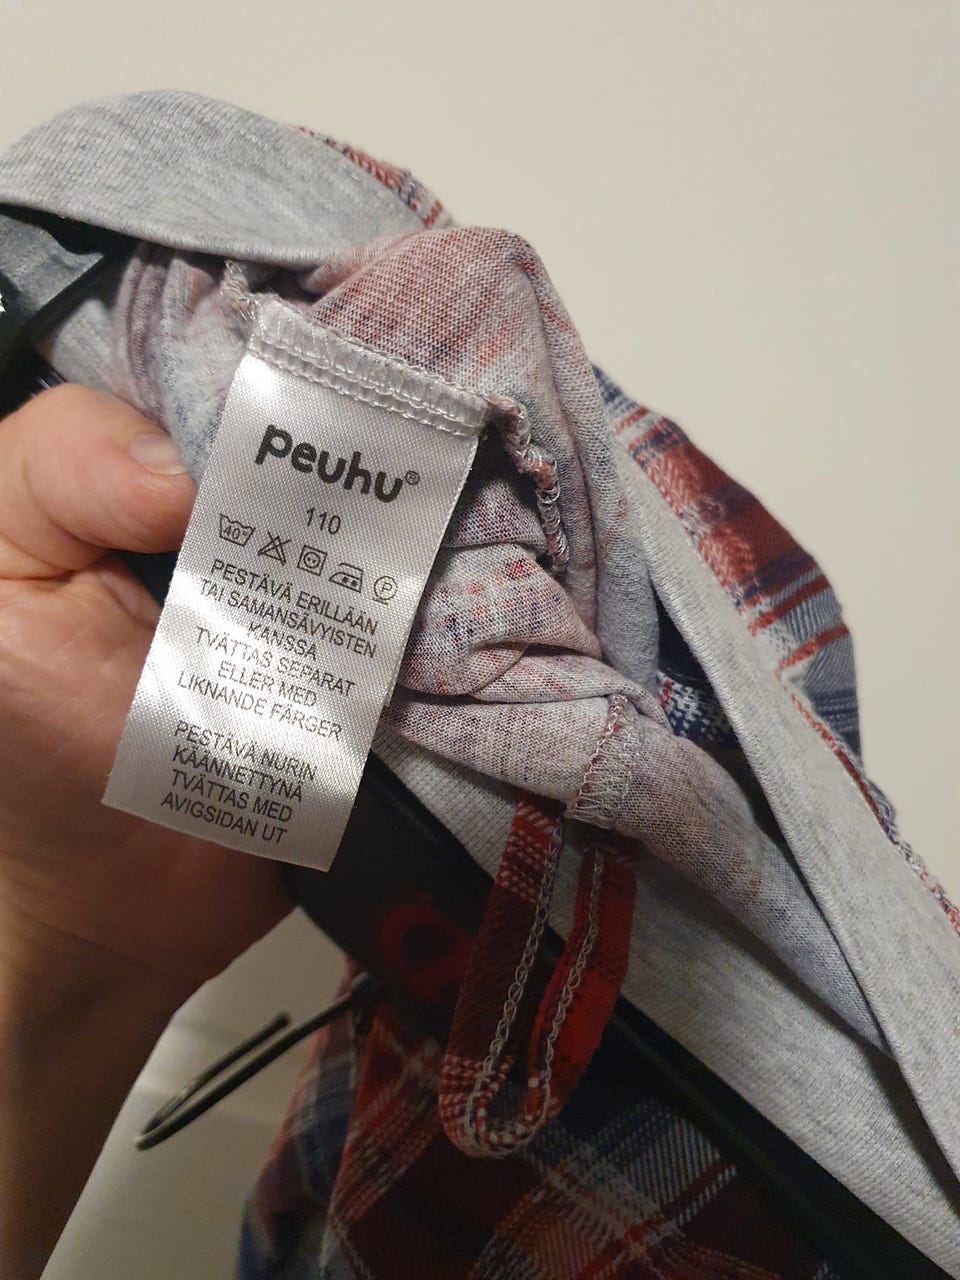 peuhu®
110
40° P
PESTÄVÄ ERILLÄÄN
TAI SAMANSÄVYISTEN
KANSSA
TVÄTTAS SEPARAT
ELLER MED
LIKNANDE FÄRGER
PESTÄVÄ NURIN
KÄÄNNETTYNÄ
TVÄTTAS MED
AVIGSIDAN UT